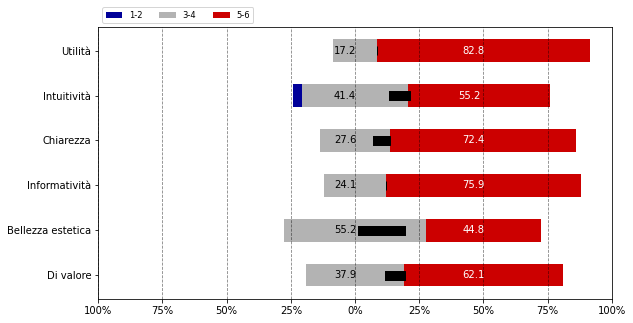 1-2 3-4 5-6
Utilità 17.2 82.8
Intuitività 41.4 55.2
Chiarezza 27.6 72.4
Informatività 24.1 75.9
Bellezza estetica 55.2 44.8
Di valore 37.9 62.1
100% 75% 50% 25% 0% 25% 50% 75% 100%